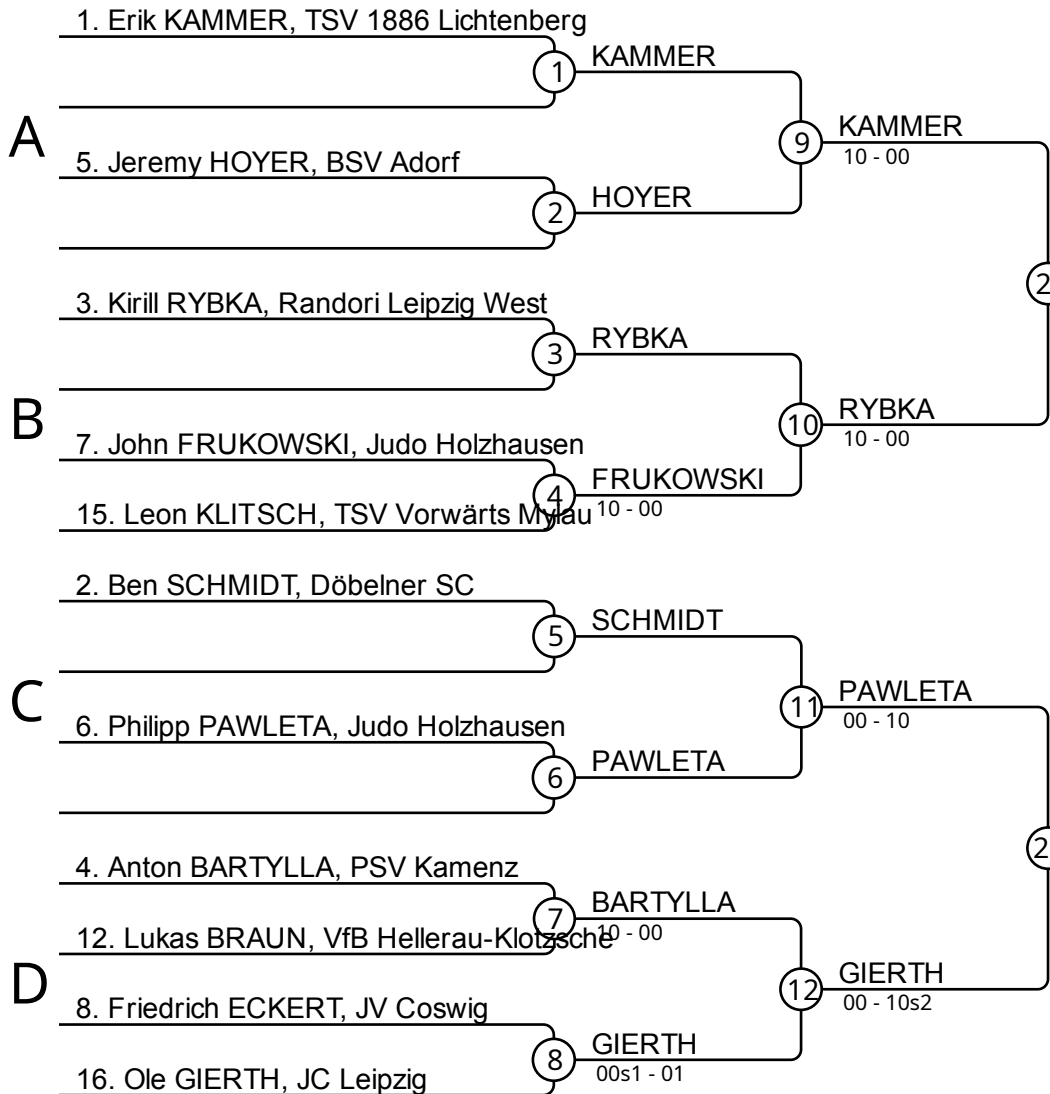 1. Erik KAMMER, TSV 1886 Lichtenberg
1
KAMMER
A
9
KAMMER
10 - 00
5. Jeremy HOYER, BSV Adorf
2
HOYER
2
3. Kirill RYBKA, Randori Leipzig West
3
RYBKA
B
10
RYBKA
10 - 00
7. John FRUKOWSKI, Judo Holzhausen
4
FRUKOWSKI
10 - 00
15. Leon KLITSCH, TSV Vorwärts Mylau
2. Ben SCHMIDT, Döbelner SC
5
SCHMIDT
C
11
PAWLETA
00 - 10
6. Philipp PAWLETA, Judo Holzhausen
6
PAWLETA
2
4. Anton BARTYLLA, PSV Kamenz
7
BARTYLLA
10 - 00
12. Lukas BRAUN, VfB Hellerau-Klotzsche
D
12
GIERTH
00 - 10s2
8. Friedrich ECKERT, JV Coswig
8
GIERTH
00s1 - 01
16. Ole GIERTH, JC Leipzig